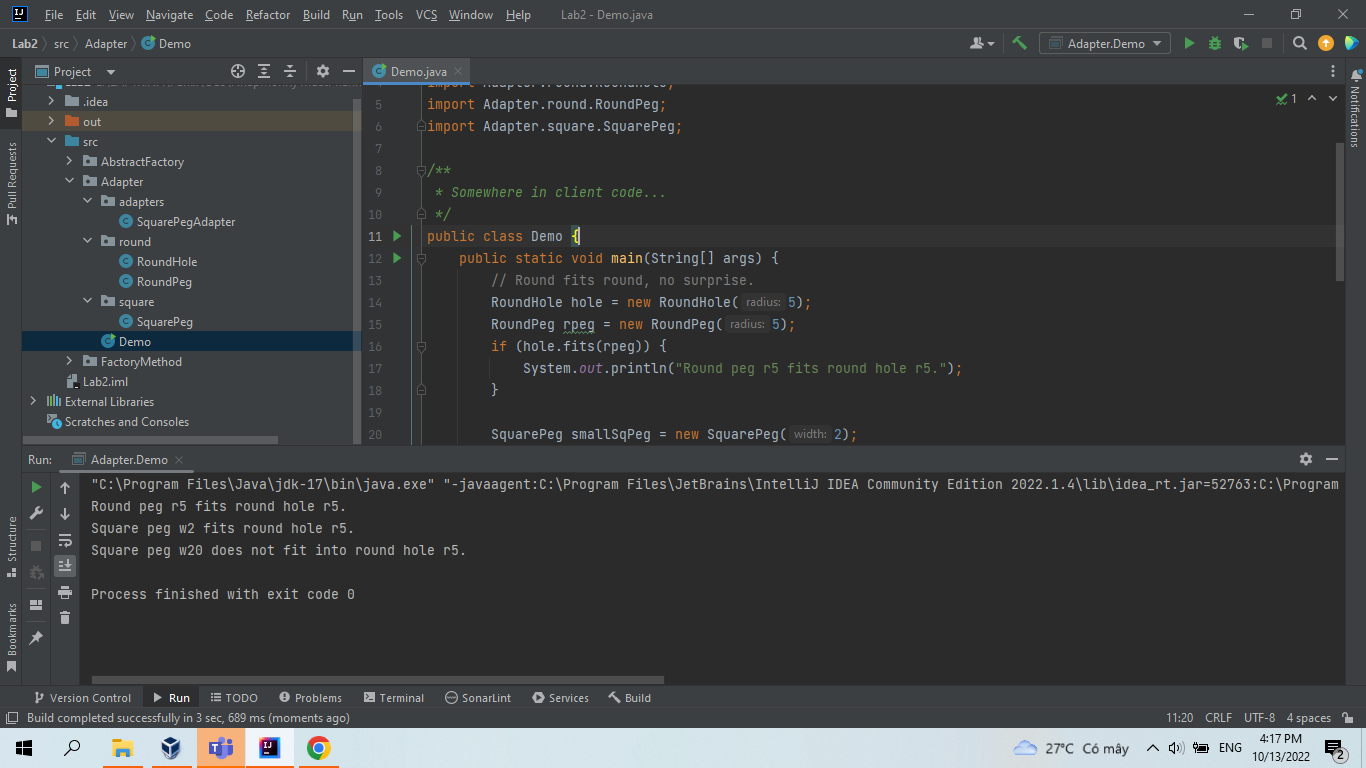 File Edit View Navigate Code Refactor Build Run Tools VCS Window Help Lab2 - Demo.java
Lab2 src Adapter Demo
Adapter.Demo
Project
Demo.java
Project
Pull Requests
Structure
Bookmarks
.idea
out
src
AbstractFactory
Adapter
adapters
SquarePegAdapter
round
RoundHole
RoundPeg
square
SquarePeg
Demo
FactoryMethod
Lab2.iml
External Libraries
Scratches and Consoles
5 import Adapter.round.RoundPeg;
6 import Adapter.square.SquarePeg;
7
8 /**
9 * Somewhere in client code...
10 */
11 public class Demo {
12 public static void main(String[] args) {
13 // Round fits round, no surprise.
14 RoundHole hole = new RoundHole( radius: 5);
15 RoundPeg rpeg = new RoundPeg( radius: 5);
16 if (hole.fits(rpeg)) {
17 System.out.println("Round peg r5 fits round hole r5.");
18 }
19
20 SquarePeg smallSqPeg = new SquarePeg( width: 2);
1
Notifications
Run: Adapter.Demo
"C:\Program Files\Java\jdk-17\bin\java.exe" "-javaagent:C:\Program Files\JetBrains\IntelliJ IDEA Community Edition 2022.1.4\lib\idea_rt.jar=52763:C:\Program
Round peg r5 fits round hole r5.
Square peg w2 fits round hole r5.
Square peg w20 does not fit into round hole r5.
Process finished with exit code 0
Version Control Run TODO Problems Terminal SonarLint Services Build
Build completed successfully in 3 sec, 689 ms (moments ago) 11:20 CRLF UTF-8 4 spaces
27°C Có mây ENG 4:17 PM
10/13/2022
2